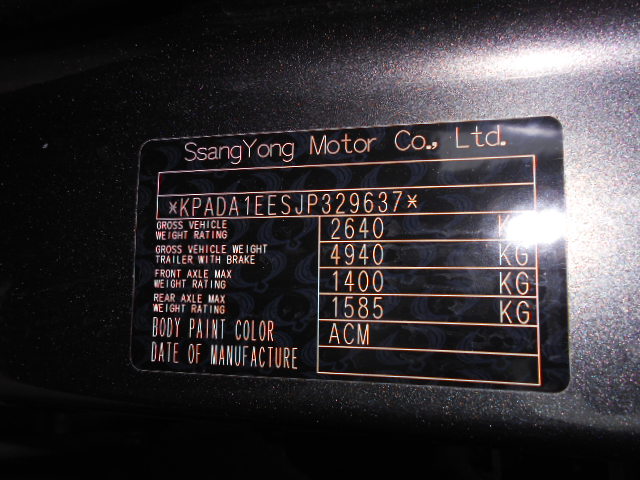 SsangYong Motor Co., Ltd.
*KPADA1EESJP329637*
GROSS VEHICLE WEIGHT RATING 2640 KG
GROSS VEHICLE WEIGHT TRAILER WITH BRAKE 4940 KG
FRONT AXLE MAX WEIGHT RATING 1400 KG
REAR AXLE MAX WEIGHT RATING 1585 KG
BODY PAINT COLOR ACM
DATE OF MANUFACTURE